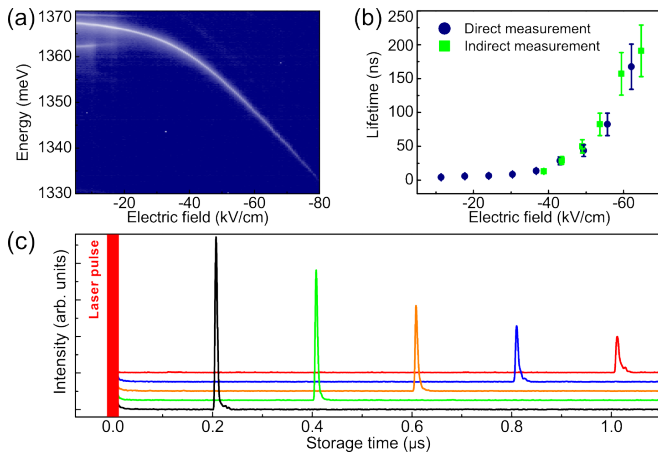 (a)
1370
1360
1350
1340
1330
Energy (meV)
-20
-40
-60
-80
Electric field (kV/cm)
(b)
250
200
150
100
50
0
Lifetime (ns)
Direct measurement
Indirect measurement
-20
-30
-40
-50
-60
Electric field (kV/cm)
(c)
Intensity (arb. units)
Laser pulse
0.0
0.2
0.4
0.6
0.8
1.0
Storage time (µs)